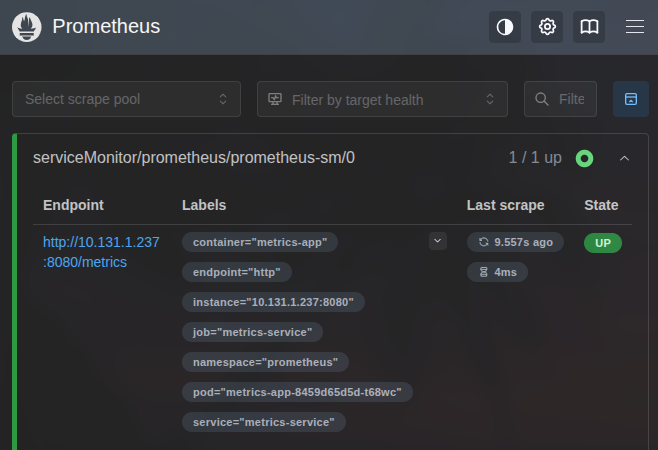 Prometheus
Select scrape pool
Filter by target health
Filte
serviceMonitor/prometheus/prometheus-sm/0
1 / 1 up
Endpoint Labels Last scrape State
http://10.131.1.237
:8080/metrics
container="metrics-app"
endpoint="http"
instance="10.131.1.237:8080"
job="metrics-service"
namespace="prometheus"
pod="metrics-app-8459d65d5d-t68wc"
service="metrics-service"
9.557s ago
4ms
UP